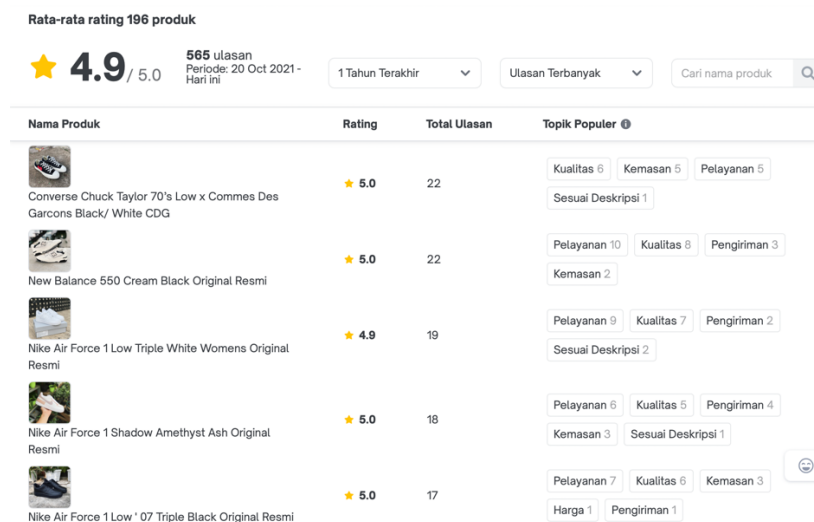 Rata-rata rating 196 produk
4.9 / 5.0
565 ulasan
Periode: 20 Oct 2021 -
Hari ini
1 Tahun Terakhir
Ulasan Terbanyak
Cari nama produk
Nama Produk Rating Total Ulasan Topik Populer
Converse Chuck Taylor 70's Low x Commes Des
Garcons Black/ White CDG
5.0
22
Kualitas 6 Kemasan 5 Pelayanan 5
Sesuai Deskripsi 1
New Balance 550 Cream Black Original Resmi
5.0
22
Pelayanan 10 Kualitas 8 Pengiriman 3
Kemasan 2
Nike Air Force 1 Low Triple White Womens Original
Resmi
4.9
19
Pelayanan 9 Kualitas 7 Pengiriman 2
Sesuai Deskripsi 2
Nike Air Force 1 Shadow Amethyst Ash Original
Resmi
5.0
18
Pelayanan 6 Kualitas 5 Pengiriman 4
Kemasan 3 Sesuai Deskripsi 1
Nike Air Force 1 Low ' 07 Triple Black Original Resmi
5.0
17
Pelayanan 7 Kualitas 6 Kemasan 3
Harga 1 Pengiriman 1